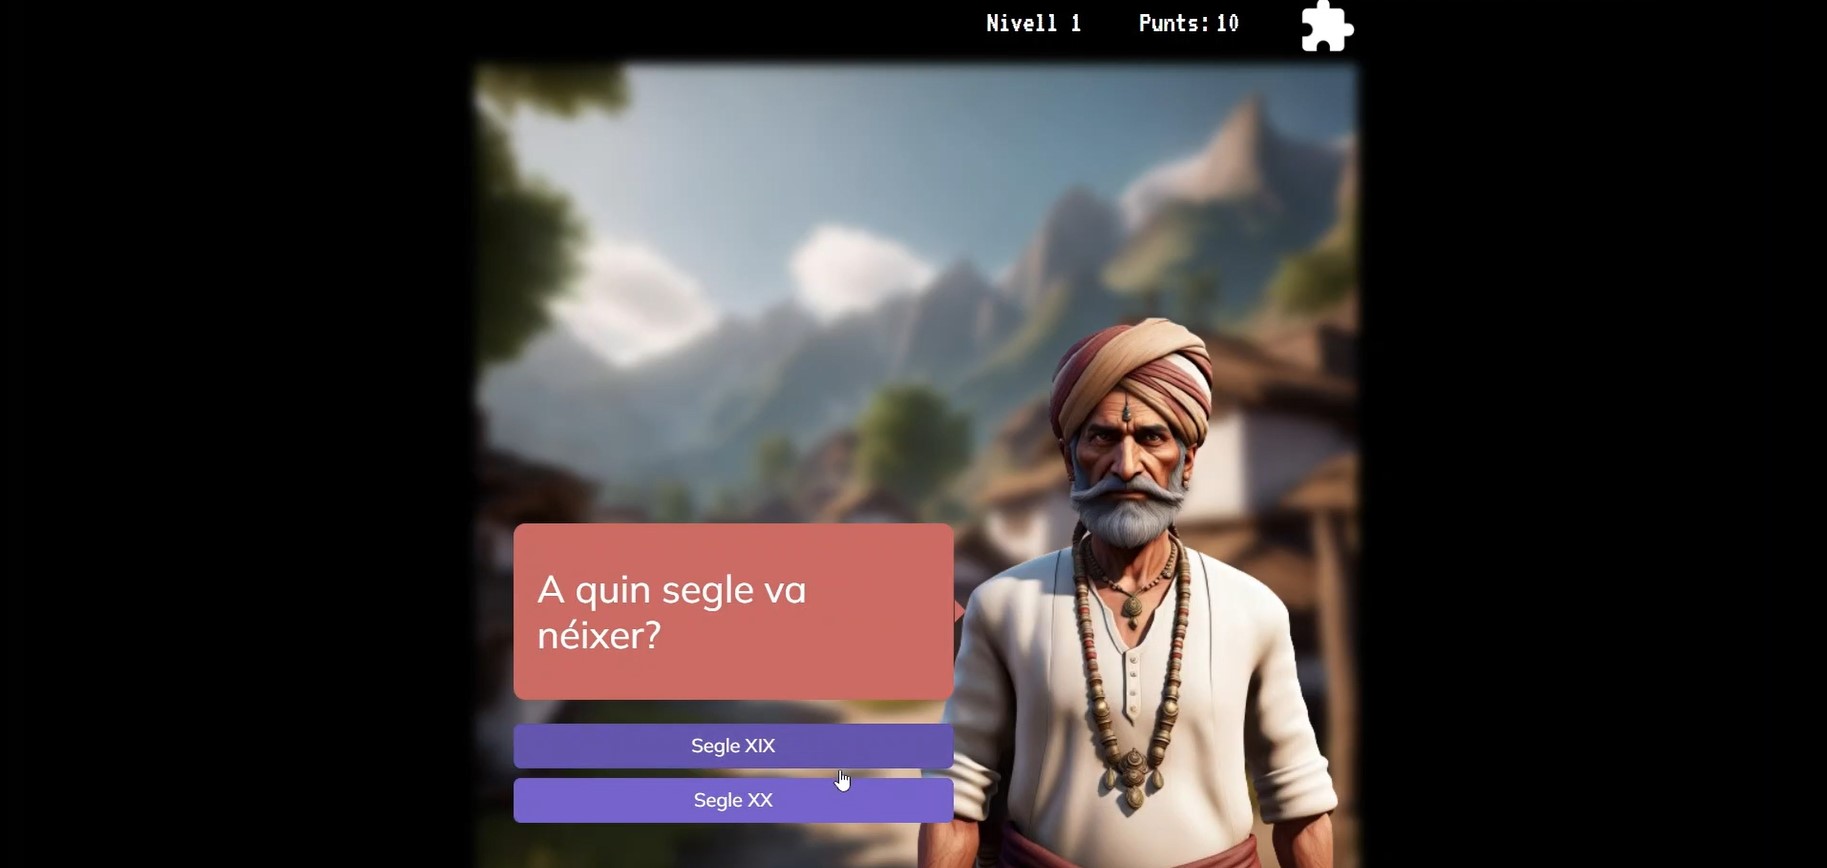 Nivell 1 Punts: 10
A quin segle va
néixer?
Segle XIX
Segle XX